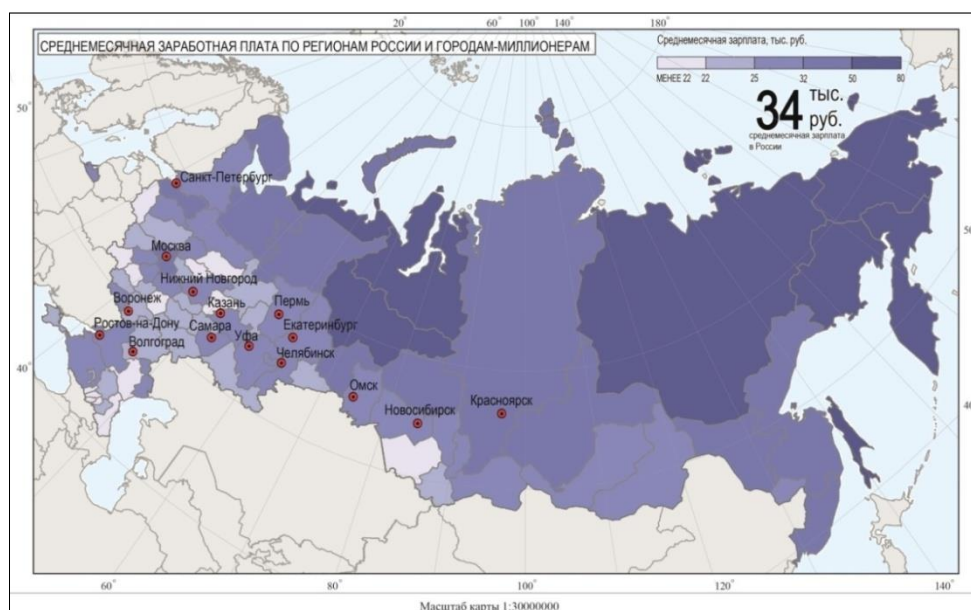 20° 60° 100° 140° 180°
СРЕДНЕМЕСЯЧНАЯ ЗАРАБОТНАЯ ПЛАТА ПО РЕГИОНАМ РОССИИ И ГОРОДАМ-МИЛЛИОНЕРАМ
Среднемесячная зарплата, тыс. руб.
МЕНЕЕ 22 22 25 32 50 80
34 тыс.
руб.
среднемесячная зарплата
в России
50°
Санкт-Петербург
Москва
Нижний Новгород
Воронеж
Казань
Пермь
Ростов-на-Дону
Самара
Уфа
Екатеринбург
Волгоград
Челябинск
40°
Омск
Новосибирск
Красноярск
60° 80° 100° 120° 140°
Масштаб карты 1:30000000